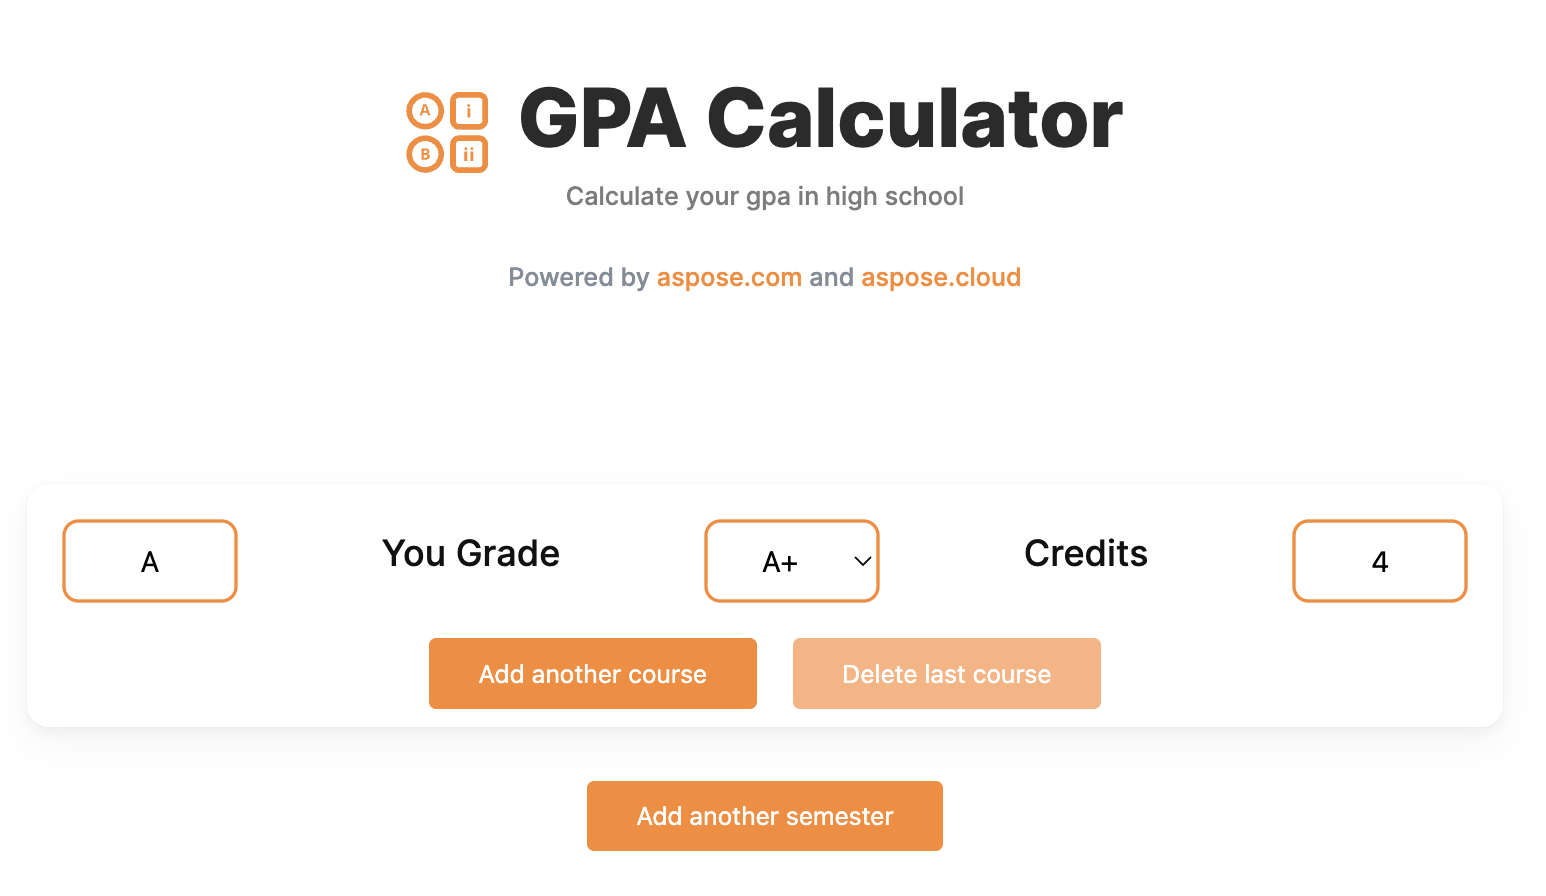 A i
B ii
GPA Calculator
Calculate your gpa in high school
Powered by aspose.com and aspose.cloud
A You Grade A+ Credits 4
Add another course Delete last course
Add another semester